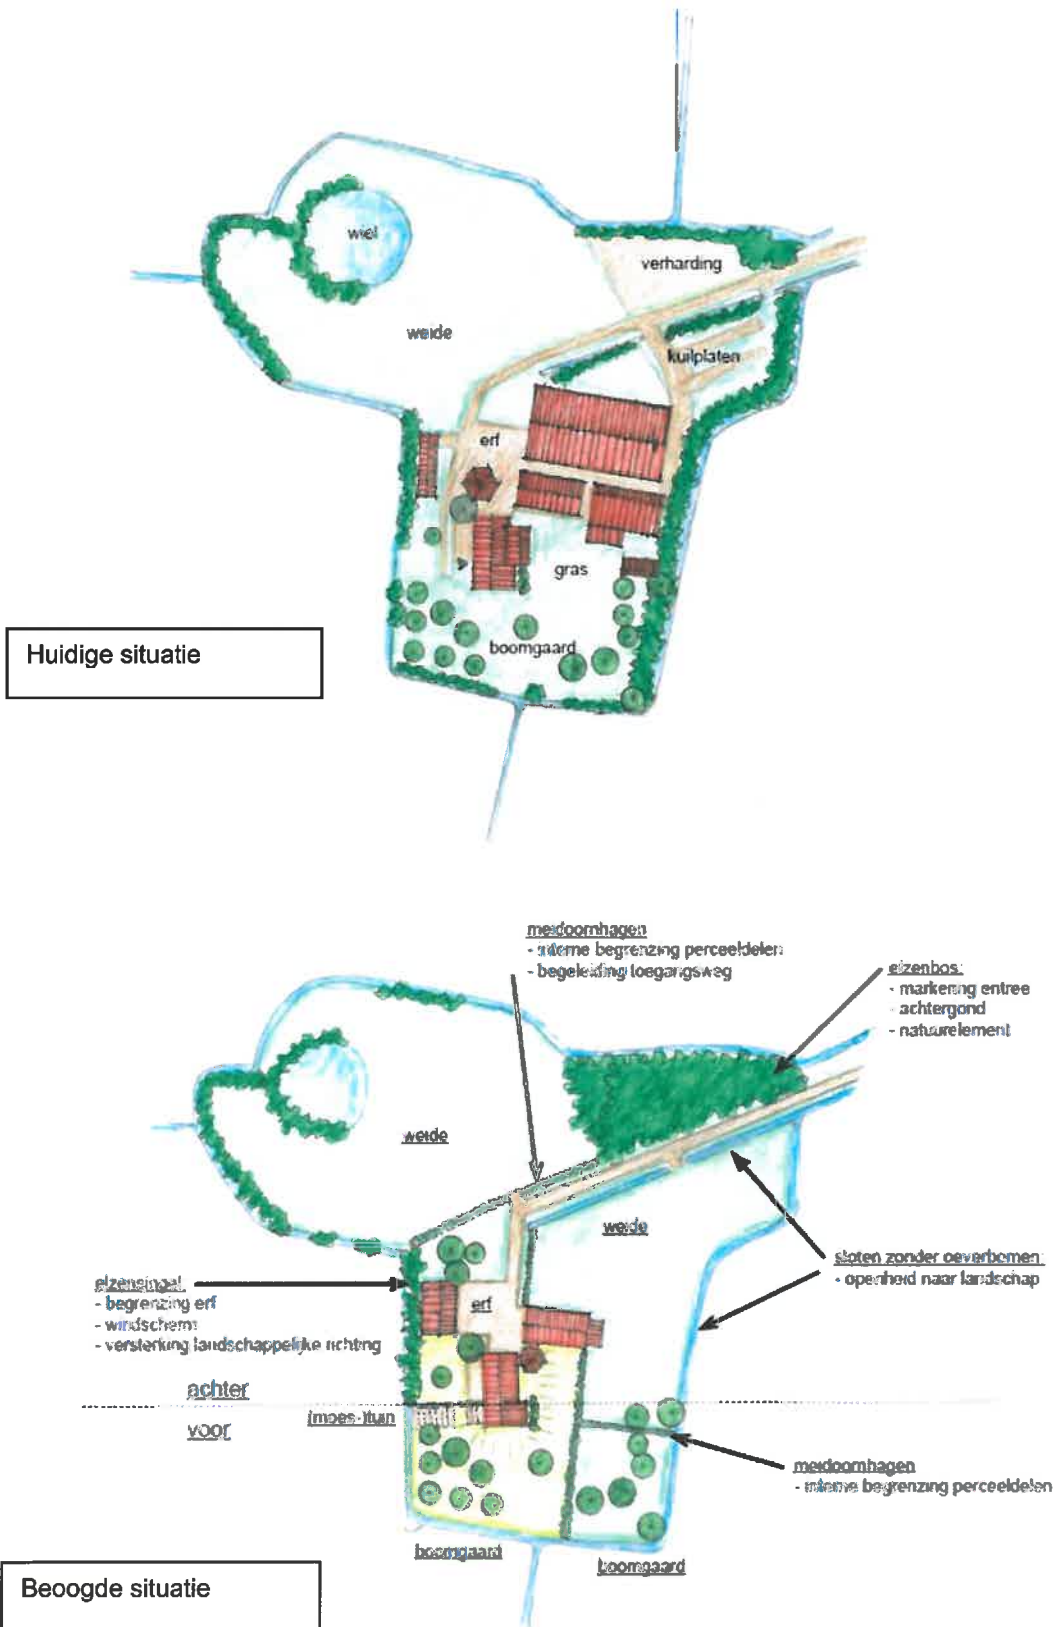 wiel
verharding
weide
kuilplaten
erf
gras
boomgaard
Huidige situatie
meidoornhagen
- interne begrenzing perceeldelen
- begeleiding toegangsweg
elzenbos:
- markering entree
- achtergond
- natuurelement
weide
weide
sloten zonder oeverbomen:
- openheid naar landschap
elzensingel:
- begrenzing erf
- windscherm
- versterking landschappelijke richting
erf
achter
voor
(moes-)tuin
meidoornhagen
- interne begrenzing perceeldelen
boomgaard
boomgaard
Beoogde situatie